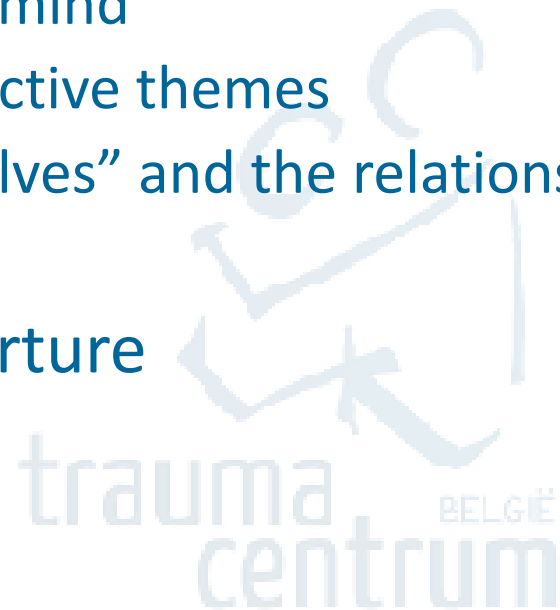 mind
ctive themes
lves” and the relations
rture
trauma
BELGIË
centrum